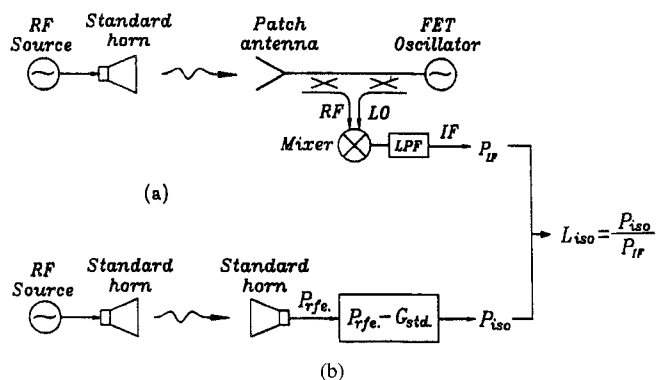 RF
Source
Standard
horn
Patch
antenna
FET
Oscillator
RF
LO
Mixer
LPF
IF
P_IF
(a)
L_iso = P_iso / P_IF
RF
Source
Standard
horn
Standard
horn
P_rfe.
P_rfe. - G_std.
P_iso
(b)